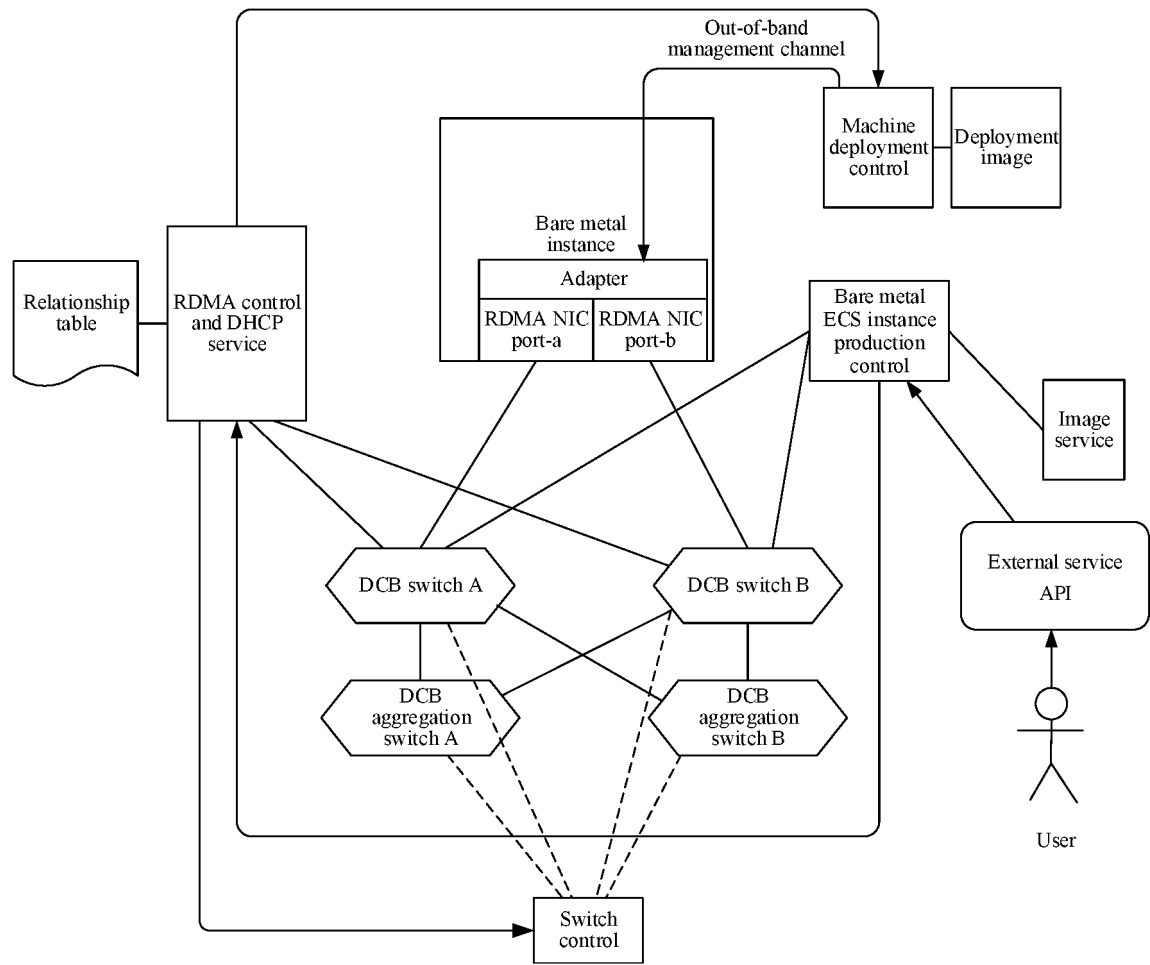 Out-of-band
management channel
Machine
deployment
control
Deployment
image
Bare metal
instance
Adapter
RDMA NIC
port-a
RDMA NIC
port-b
Relationship
table
RDMA control
and DHCP
service
Bare metal
ECS instance
production
control
Image
service
External service
API
DCB switch A
DCB switch B
DCB
aggregation
switch A
DCB
aggregation
switch B
User
Switch
control